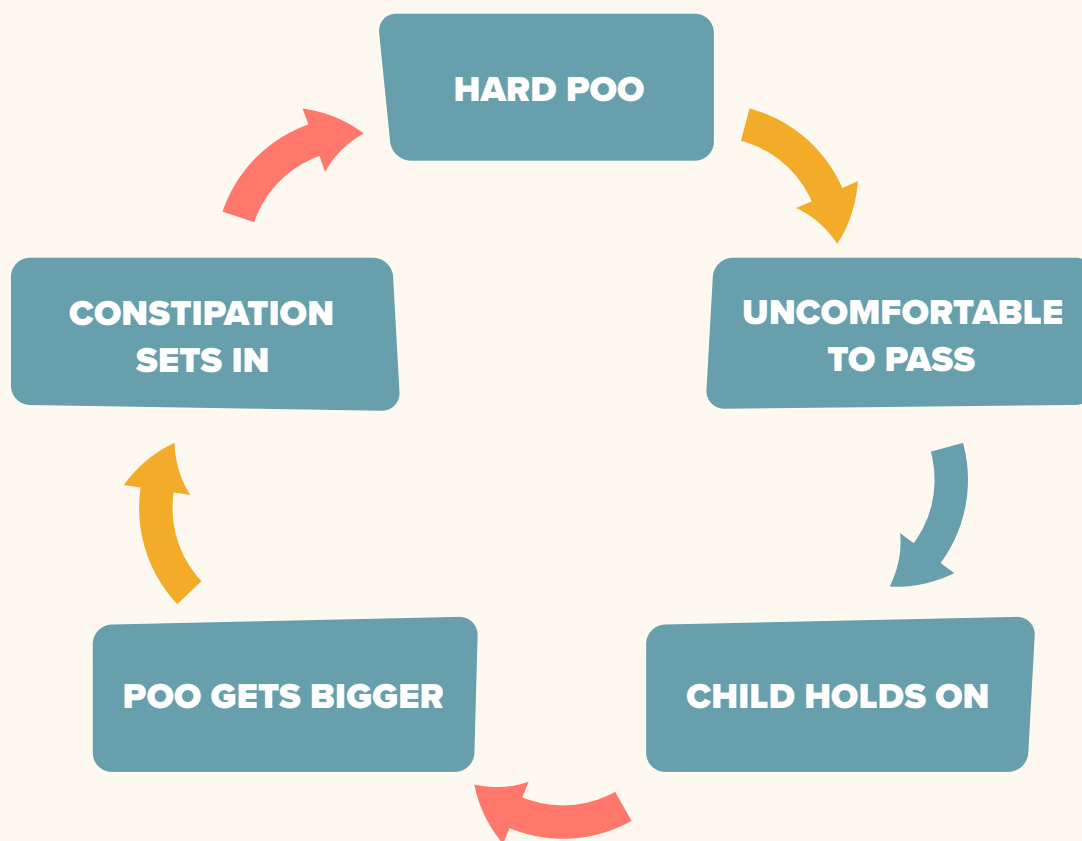 HARD POO
UNCOMFORTABLE
TO PASS
CHILD HOLDS ON
POO GETS BIGGER
CONSTIPATION
SETS IN